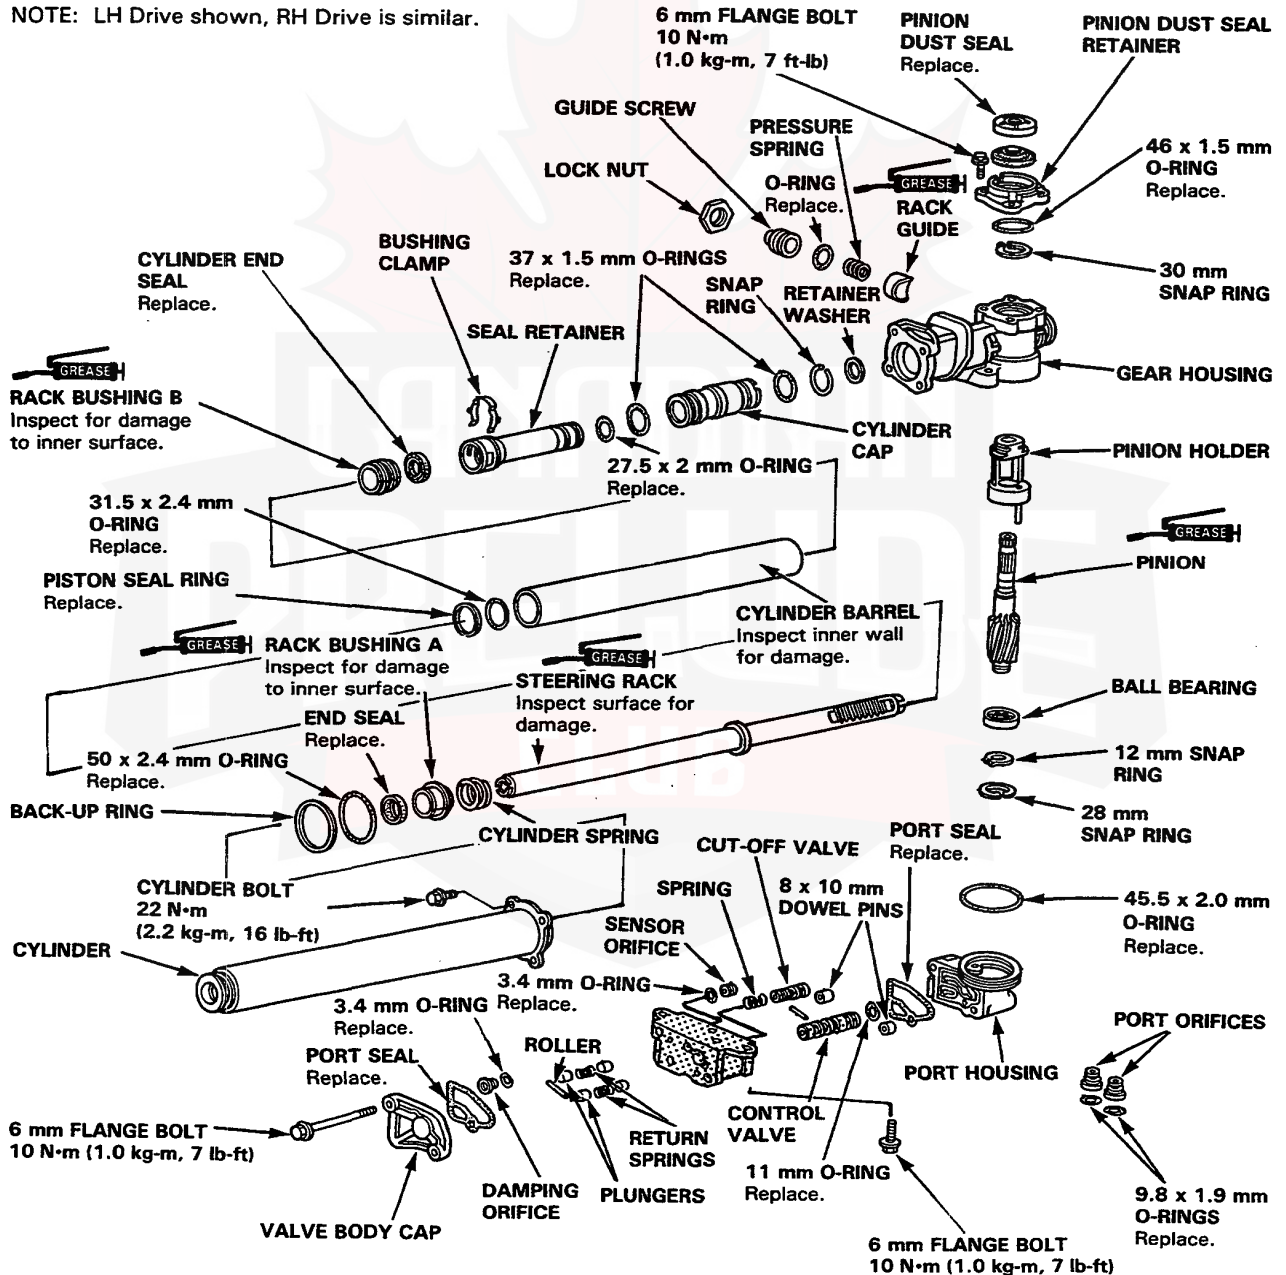 NOTE: LH Drive shown, RH Drive is similar.
6 mm FLANGE BOLT
10 N•m
(1.0 kg-m, 7 ft-lb)
PINION
DUST SEAL
Replace.
PINION DUST SEAL
RETAINER
GUIDE SCREW
PRESSURE
SPRING
46 x 1.5 mm
O-RING
Replace.
LOCK NUT
O-RING
Replace.
GREASE
RACK
GUIDE
BUSHING
CLAMP
37 x 1.5 mm O-RINGS
Replace.
CYLINDER END
SEAL
Replace.
SNAP
RING
RETAINER
WASHER
30 mm
SNAP RING
SEAL RETAINER
GREASE
RACK BUSHING B
Inspect for damage
to inner surface.
GEAR HOUSING
CYLINDER
CAP
PINION HOLDER
27.5 x 2 mm O-RING
Replace.
31.5 x 2.4 mm
O-RING
Replace.
GREASE
PINION
PISTON SEAL RING
Replace.
CYLINDER BARREL
Inspect inner wall
for damage.
GREASE
RACK BUSHING A
Inspect for damage
to inner surface.
GREASE
STEERING RACK
Inspect surface for
damage.
BALL BEARING
END SEAL
Replace.
50 x 2.4 mm O-RING
Replace.
12 mm SNAP
RING
BACK-UP RING
28 mm
SNAP RING
CYLINDER SPRING
PORT SEAL
Replace.
CUT-OFF VALVE
CYLINDER BOLT
22 N•m
(2.2 kg-m, 16 lb-ft)
SPRING
8 x 10 mm
DOWEL PINS
45.5 x 2.0 mm
O-RING
Replace.
SENSOR
ORIFICE
CYLINDER
3.4 mm O-RING
Replace.
3.4 mm O-RING
Replace.
PORT ORIFICES
ROLLER
PORT SEAL
Replace.
PORT HOUSING
CONTROL
VALVE
6 mm FLANGE BOLT
10 N•m (1.0 kg-m, 7 lb-ft)
RETURN
SPRINGS
11 mm O-RING
Replace.
DAMPING
ORIFICE
PLUNGERS
9.8 x 1.9 mm
O-RINGS
Replace.
VALVE BODY CAP
6 mm FLANGE BOLT
10 N•m (1.0 kg-m, 7 lb-ft)
CANADIAN
PRELUDE
CLUB